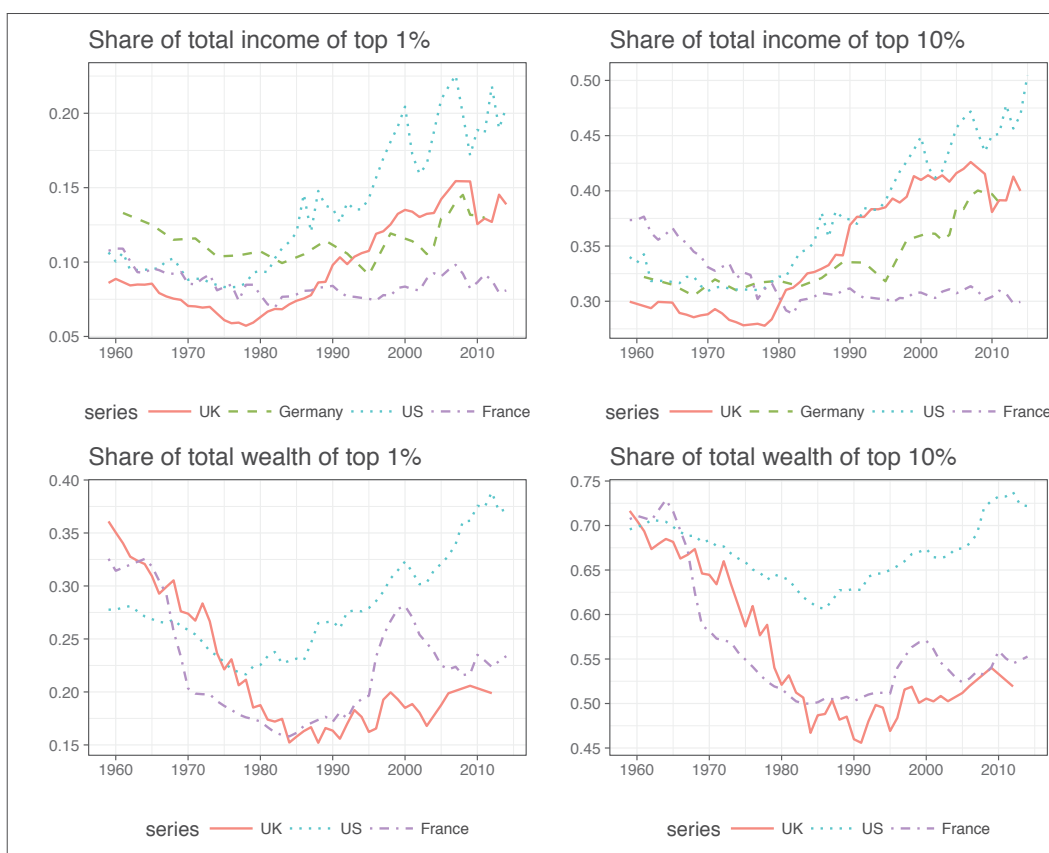 Share of total income of top 1%
0.20
0.15
0.10
0.05
1960 1970 1980 1990 2000 2010
series UK Germany US France
Share of total income of top 10%
0.50
0.45
0.40
0.35
0.30
1960 1970 1980 1990 2000 2010
series UK Germany US France
Share of total wealth of top 1%
0.40
0.35
0.30
0.25
0.20
0.15
1960 1970 1980 1990 2000 2010
series UK US France
Share of total wealth of top 10%
0.75
0.70
0.65
0.60
0.55
0.50
0.45
1960 1970 1980 1990 2000 2010
series UK US France